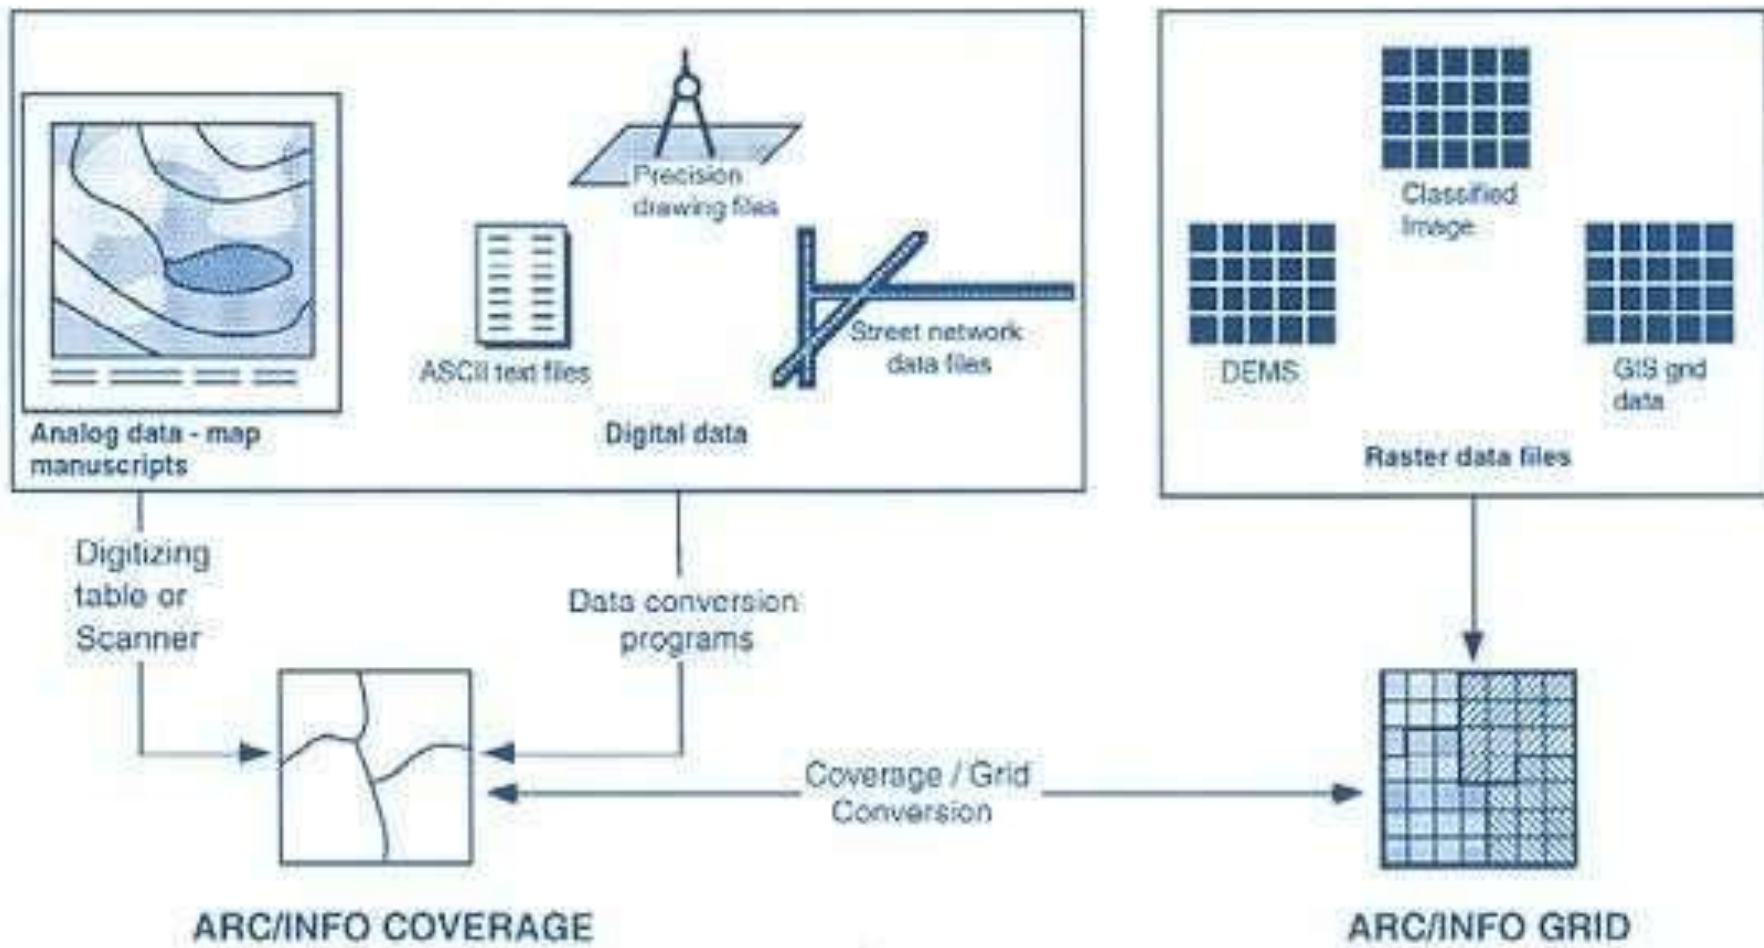 Precision
drawing files
ASCII text files
Street network
data files
Analog data - map
manuscripts
Digital data
Classified
Image
DEMS
GIS grid
data
Raster data files
Digitizing
table or
Scanner
Data conversion
programs
Coverage / Grid
Conversion
ARC/INFO COVERAGE
ARC/INFO GRID